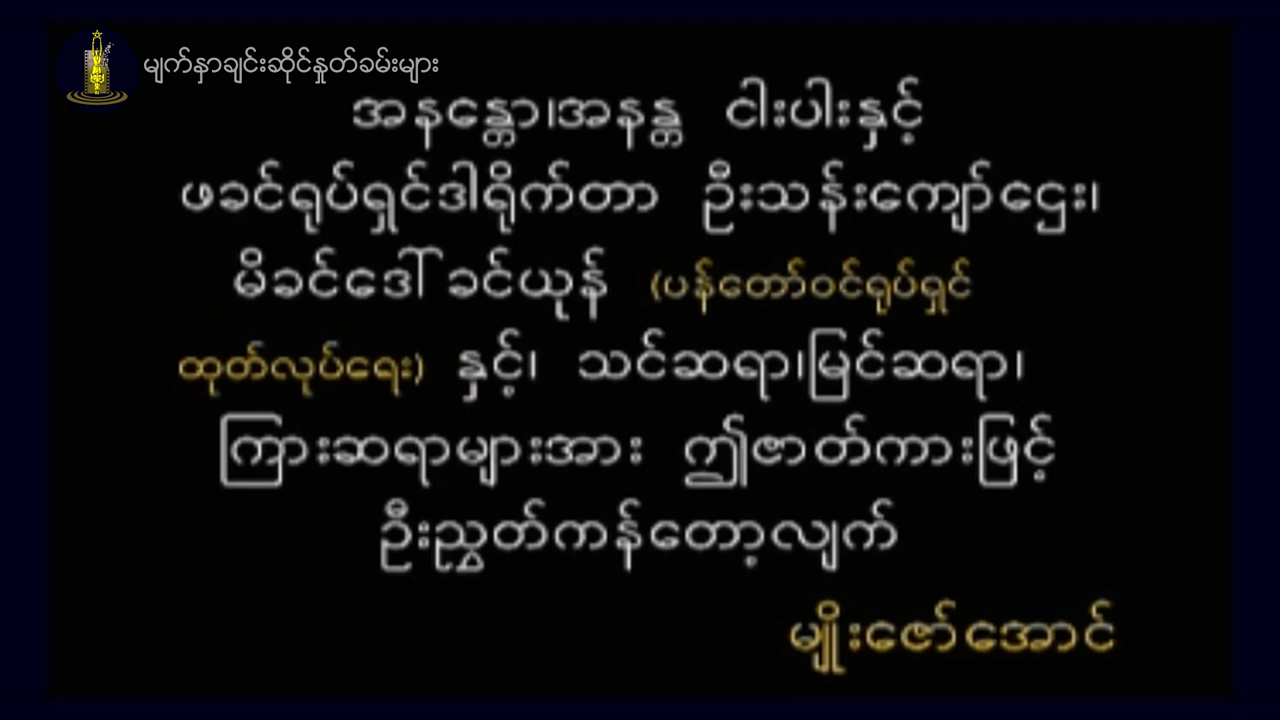 မျက်နှာချင်းဆိုင်နှုတ်ခမ်းများ
အနန္တော၊အနန္တ ငါးပါးနှင့်
ဖခင်ရုပ်ရှင်ဒါရိုက်တာ ဦးသန်းကျော်ဌေး၊
မိခင်ဒေါ်ခင်ယုန် (ပန်တော်ဝင်ရုပ်ရှင်
ထုတ်လုပ်ရေး) နှင့်၊ သင်ဆရာ၊မြင်ဆရာ၊
ကြားဆရာများအား ဤဇာတ်ကားဖြင့်
ဦးညွှတ်ကန်တော့လျက်
မျိုးဇော်အောင်